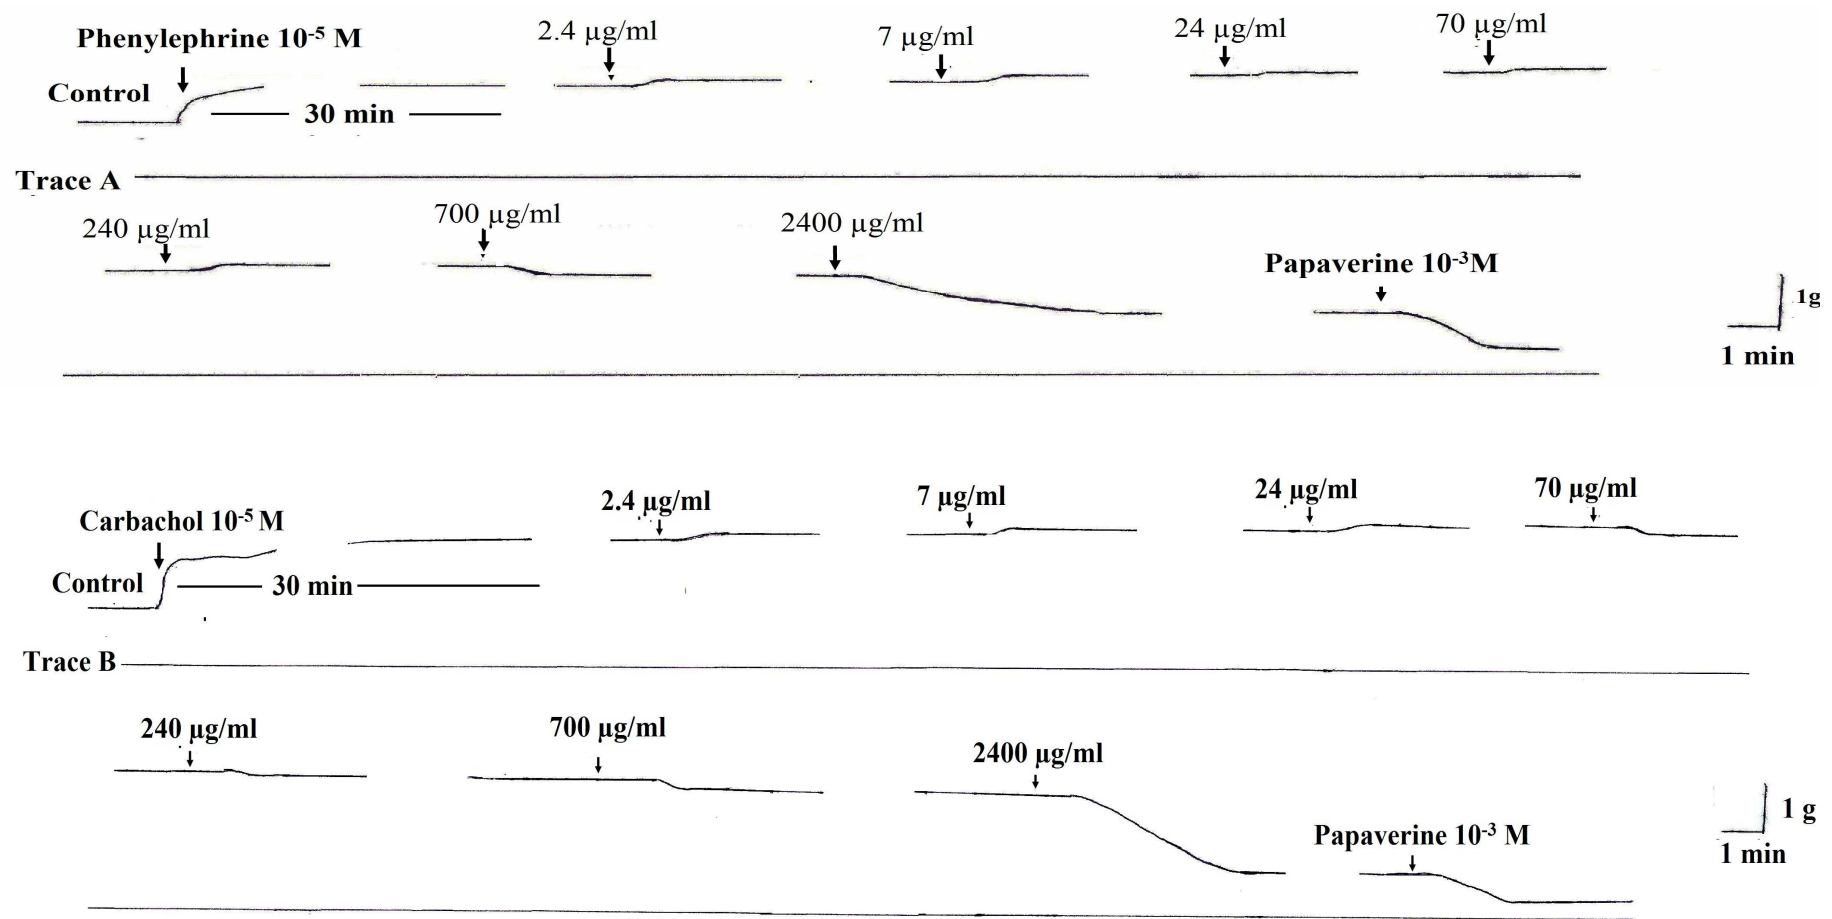 Phenylephrine 10-5 M
2.4 µg/ml
7 µg/ml
24 µg/ml
70 µg/ml
Control
30 min
Trace A
240 µg/ml
700 µg/ml
2400 µg/ml
Papaverine 10-3M
1g
1 min
Carbachol 10-5 M
2.4 µg/ml
7 µg/ml
24 µg/ml
70 µg/ml
Control
30 min
Trace B
240 µg/ml
700 µg/ml
2400 µg/ml
Papaverine 10-3 M
1 g
1 min